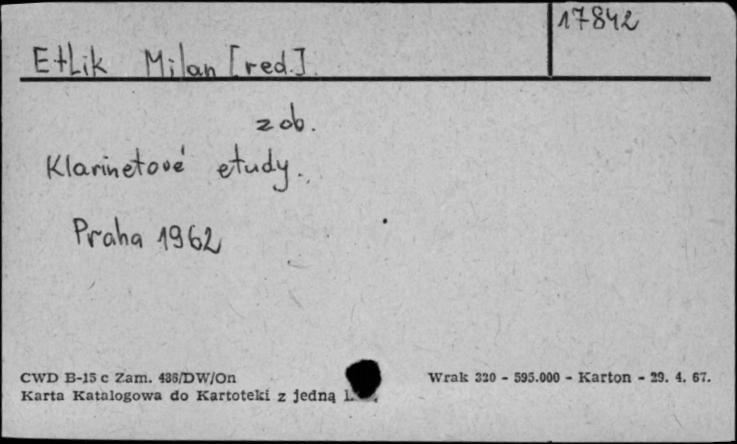 17842
Etlik Milan [red.]
zob.
Klarinetové etudy.
Praha 1962
CWD B-15 c Zam. 436/DW/On
Wrak 320 - 595.000 - Karton - 29. 4. 67.
Karta Katalogowa do Kartoteki z jedną